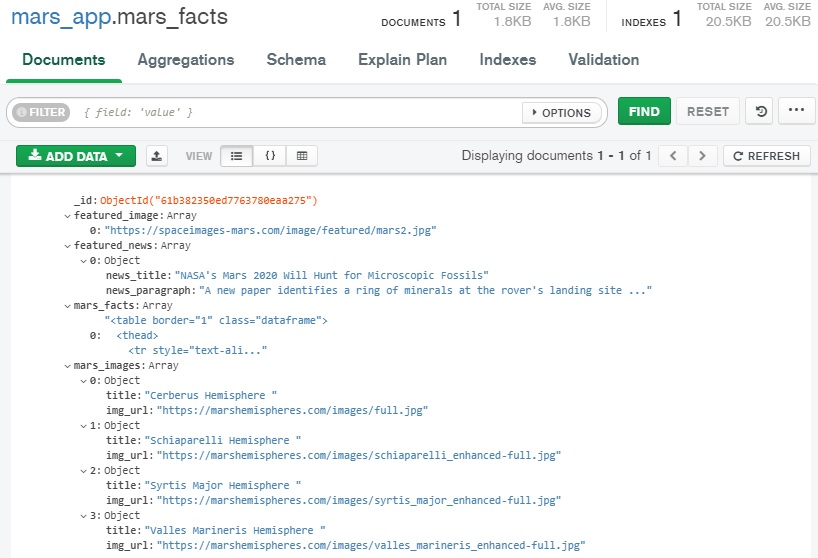 mars_app.mars_facts
DOCUMENTS 1 TOTAL SIZE 1.8KB AVG. SIZE 1.8KB INDEXES 1 TOTAL SIZE 20.5KB AVG. SIZE 20.5KB
Documents Aggregations Schema Explain Plan Indexes Validation
FILTER { field: 'value' } OPTIONS FIND RESET
ADD DATA VIEW {} Displaying documents 1 - 1 of 1 < > REFRESH
_id: ObjectId("61b382350ed7763780eaa275")
featured_image: Array
0: "https://spaceimages-mars.com/image/featured/mars2.jpg"
featured_news: Array
0: Object
news_title: "NASA's Mars 2020 Will Hunt for Microscopic Fossils"
news_paragraph: "A new paper identifies a ring of minerals at the rover's landing site ..."
mars_facts: Array
"<table border="1" class="dataframe">
0: <thead>
<tr style="text-ali..."
mars_images: Array
0: Object
title: "Cerberus Hemisphere "
img_url: "https://marshemispheres.com/images/full.jpg"
1: Object
title: "Schiaparelli Hemisphere "
img_url: "https://marshemispheres.com/images/schiaparelli_enhanced-full.jpg"
2: Object
title: "Syrtis Major Hemisphere "
img_url: "https://marshemispheres.com/images/syrtis_major_enhanced-full.jpg"
3: Object
title: "Valles Marineris Hemisphere "
img_url: "https://marshemispheres.com/images/valles_marineris_enhanced-full.jpg"